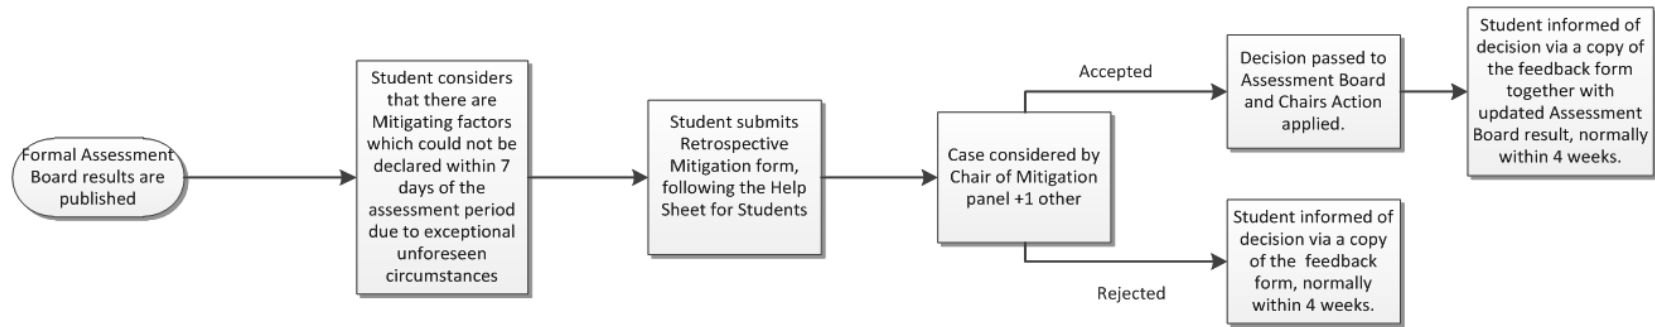 Formal Assessment
Board results are
published
Student considers
that there are
Mitigating factors
which could not be
declared within 7
days of the
assessment period
due to exceptional
unforeseen
circumstances
Student submits
Retrospective
Mitigation form,
following the Help
Sheet for Students
Case considered by
Chair of Mitigation
panel +1 other
Accepted
Decision passed to
Assessment Board
and Chairs Action
applied.
Student informed of
decision via a copy of
the feedback form
together with
updated Assessment
Board result, normally
within 4 weeks.
Rejected
Student informed of
decision via a copy
of the feedback
form, normally
within 4 weeks.